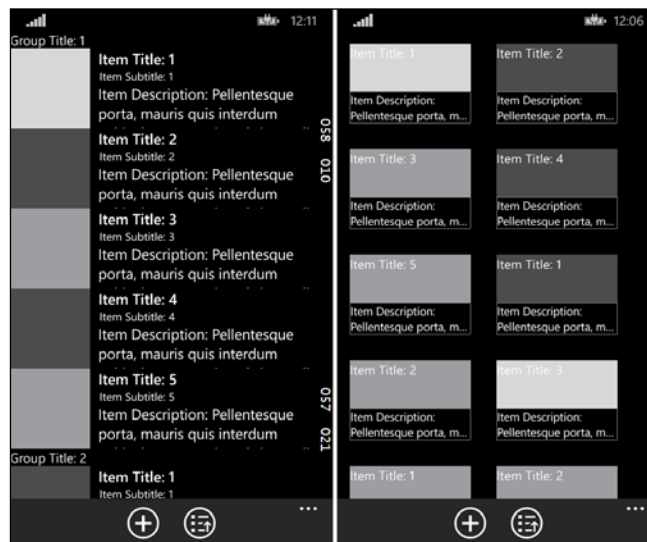 12:11
Group Title: 1
Item Title: 1
Item Subtitle: 1
Item Description: Pellentesque
porta, mauris quis interdum
Item Title: 2
Item Subtitle: 2
Item Description: Pellentesque
porta, mauris quis interdum
Item Title: 3
Item Subtitle: 3
Item Description: Pellentesque
porta, mauris quis interdum
Item Title: 4
Item Subtitle: 4
Item Description: Pellentesque
porta, mauris quis interdum
Item Title: 5
Item Subtitle: 5
Item Description: Pellentesque
porta, mauris quis interdum
Group Title: 2
Item Title: 1
Item Subtitle: 1
058
010
057
021
...
12:06
Item Title: 1
Item Description:
Pellentesque porta, m...
Item Title: 2
Item Description:
Pellentesque porta, m...
Item Title: 3
Item Description:
Pellentesque porta, m...
Item Title: 4
Item Description:
Pellentesque porta, m...
Item Title: 5
Item Description:
Pellentesque porta, m...
Item Title: 1
Item Description:
Pellentesque porta, m...
Item Title: 2
Item Description:
Pellentesque porta, m...
Item Title: 3
Item Description:
Pellentesque porta, m...
Item Title: 1
Item Title: 2
...